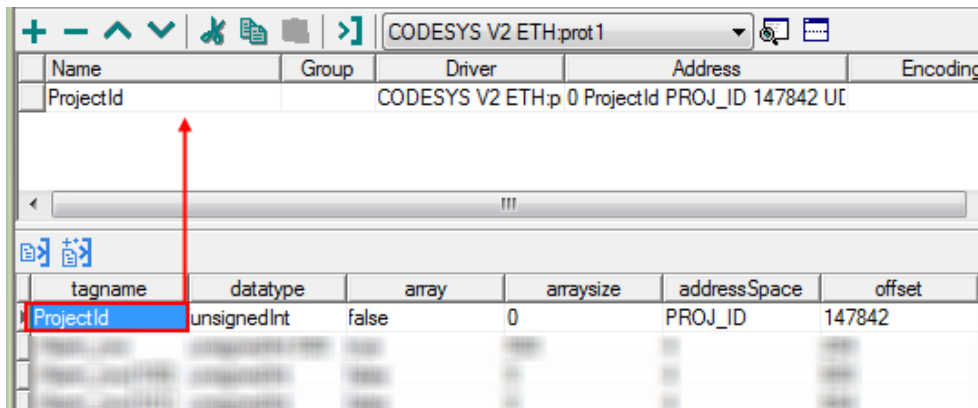 CODESYS V2 ETH:prot1
Name Group Driver Address Encoding
ProjectId CODESYS V2 ETH:p 0 ProjectId PROJ_ID 147842 UD
tagname datatype array arraysize addressSpace offset
ProjectId unsignedInt false 0 PROJ_ID 147842